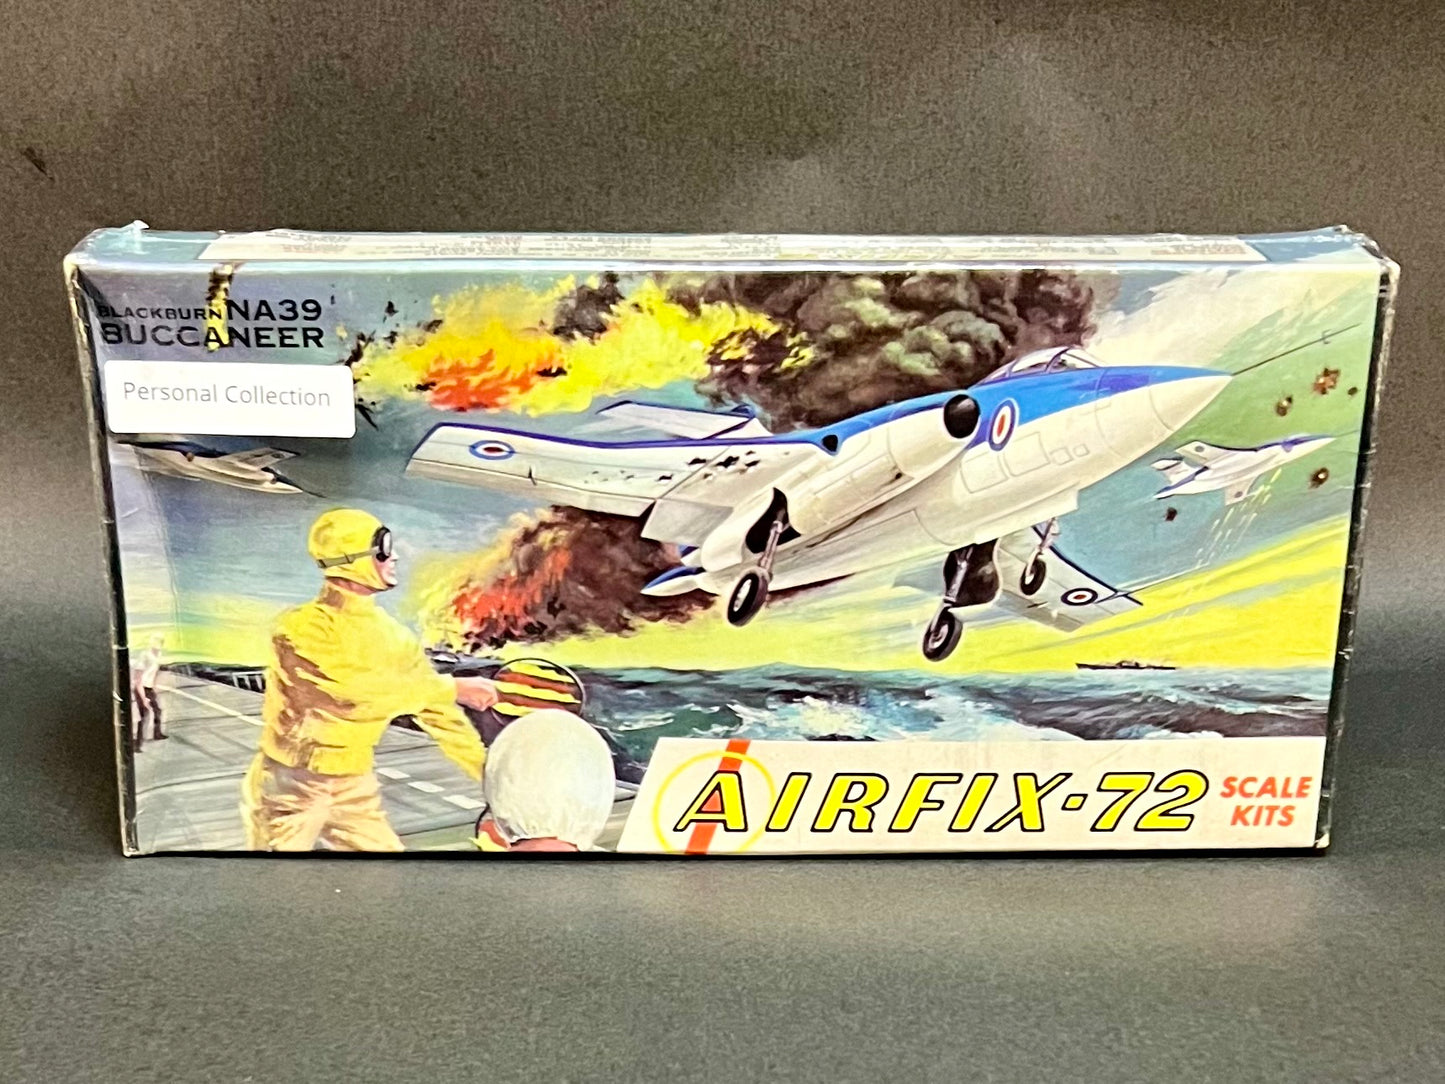 BLACKBURN NA39
BUCCANEER
Personal Collection
AIRFIX-72
SCALE
KITS